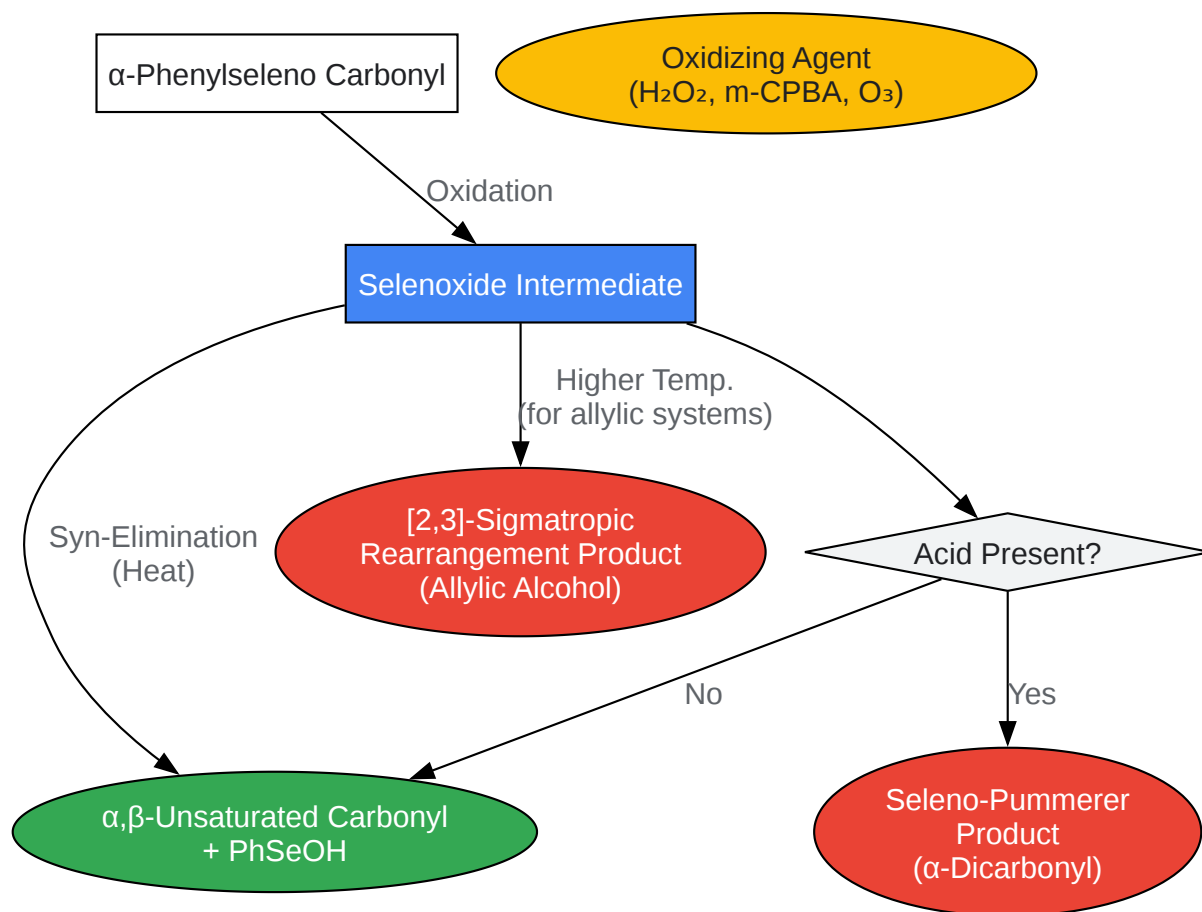 α-Phenylseleno Carbonyl
Oxidizing Agent
(H₂O₂, m-CPBA, O₃)
Oxidation
Selenoxide Intermediate
Higher Temp.
(for allylic systems)
Syn-Elimination
(Heat)
[2,3]-Sigmatropic
Rearrangement Product
(Allylic Alcohol)
Acid Present?
No
Yes
α,β-Unsaturated Carbonyl
+ PhSeOH
Seleno-Pummerer
Product
(α-Dicarbonyl)